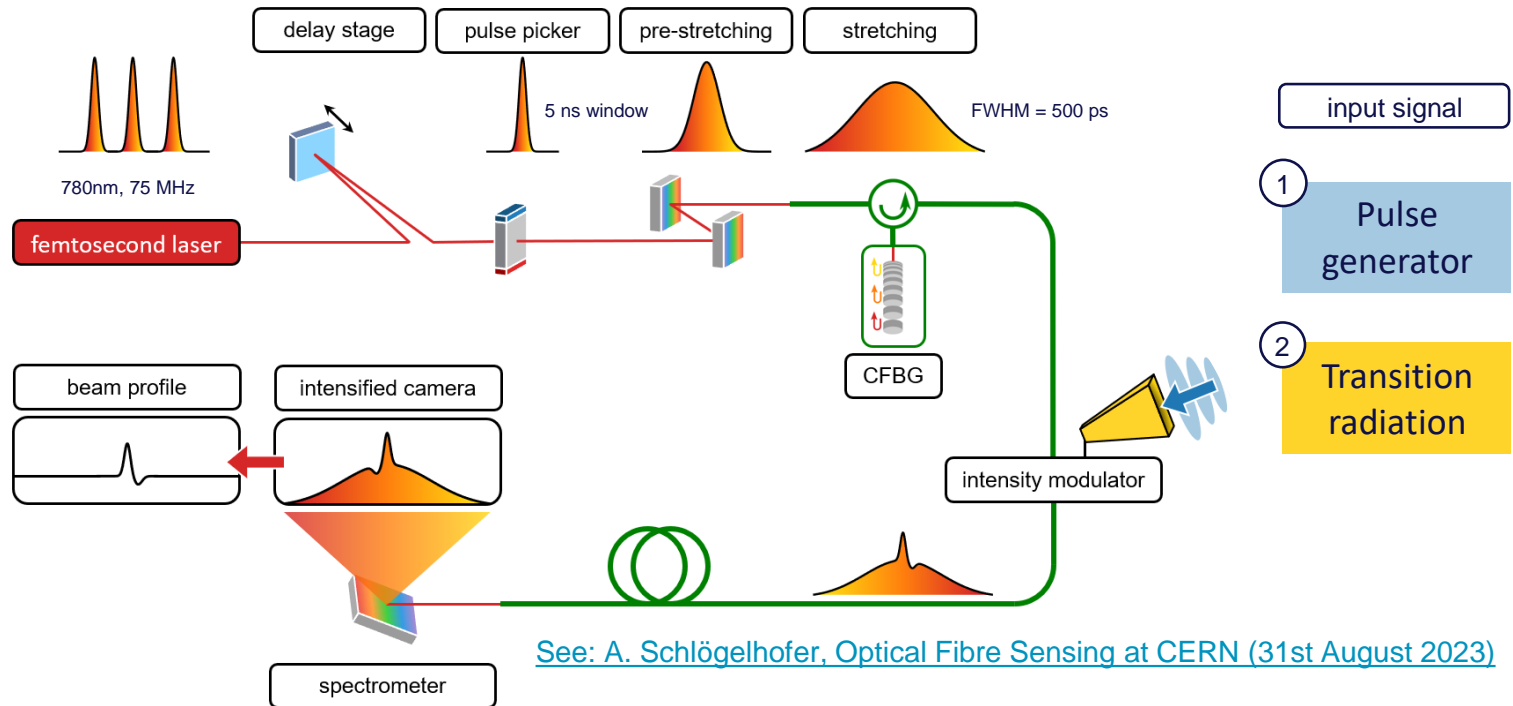 delay stage
pulse picker
pre-stretching
stretching
5 ns window
FWHM = 500 ps
input signal
780nm, 75 MHz
femtosecond laser
1
Pulse
generator
CFBG
2
Transition
radiation
beam profile
intensified camera
intensity modulator
See: A. Schlögelhofer, Optical Fibre Sensing at CERN (31st August 2023)
spectrometer